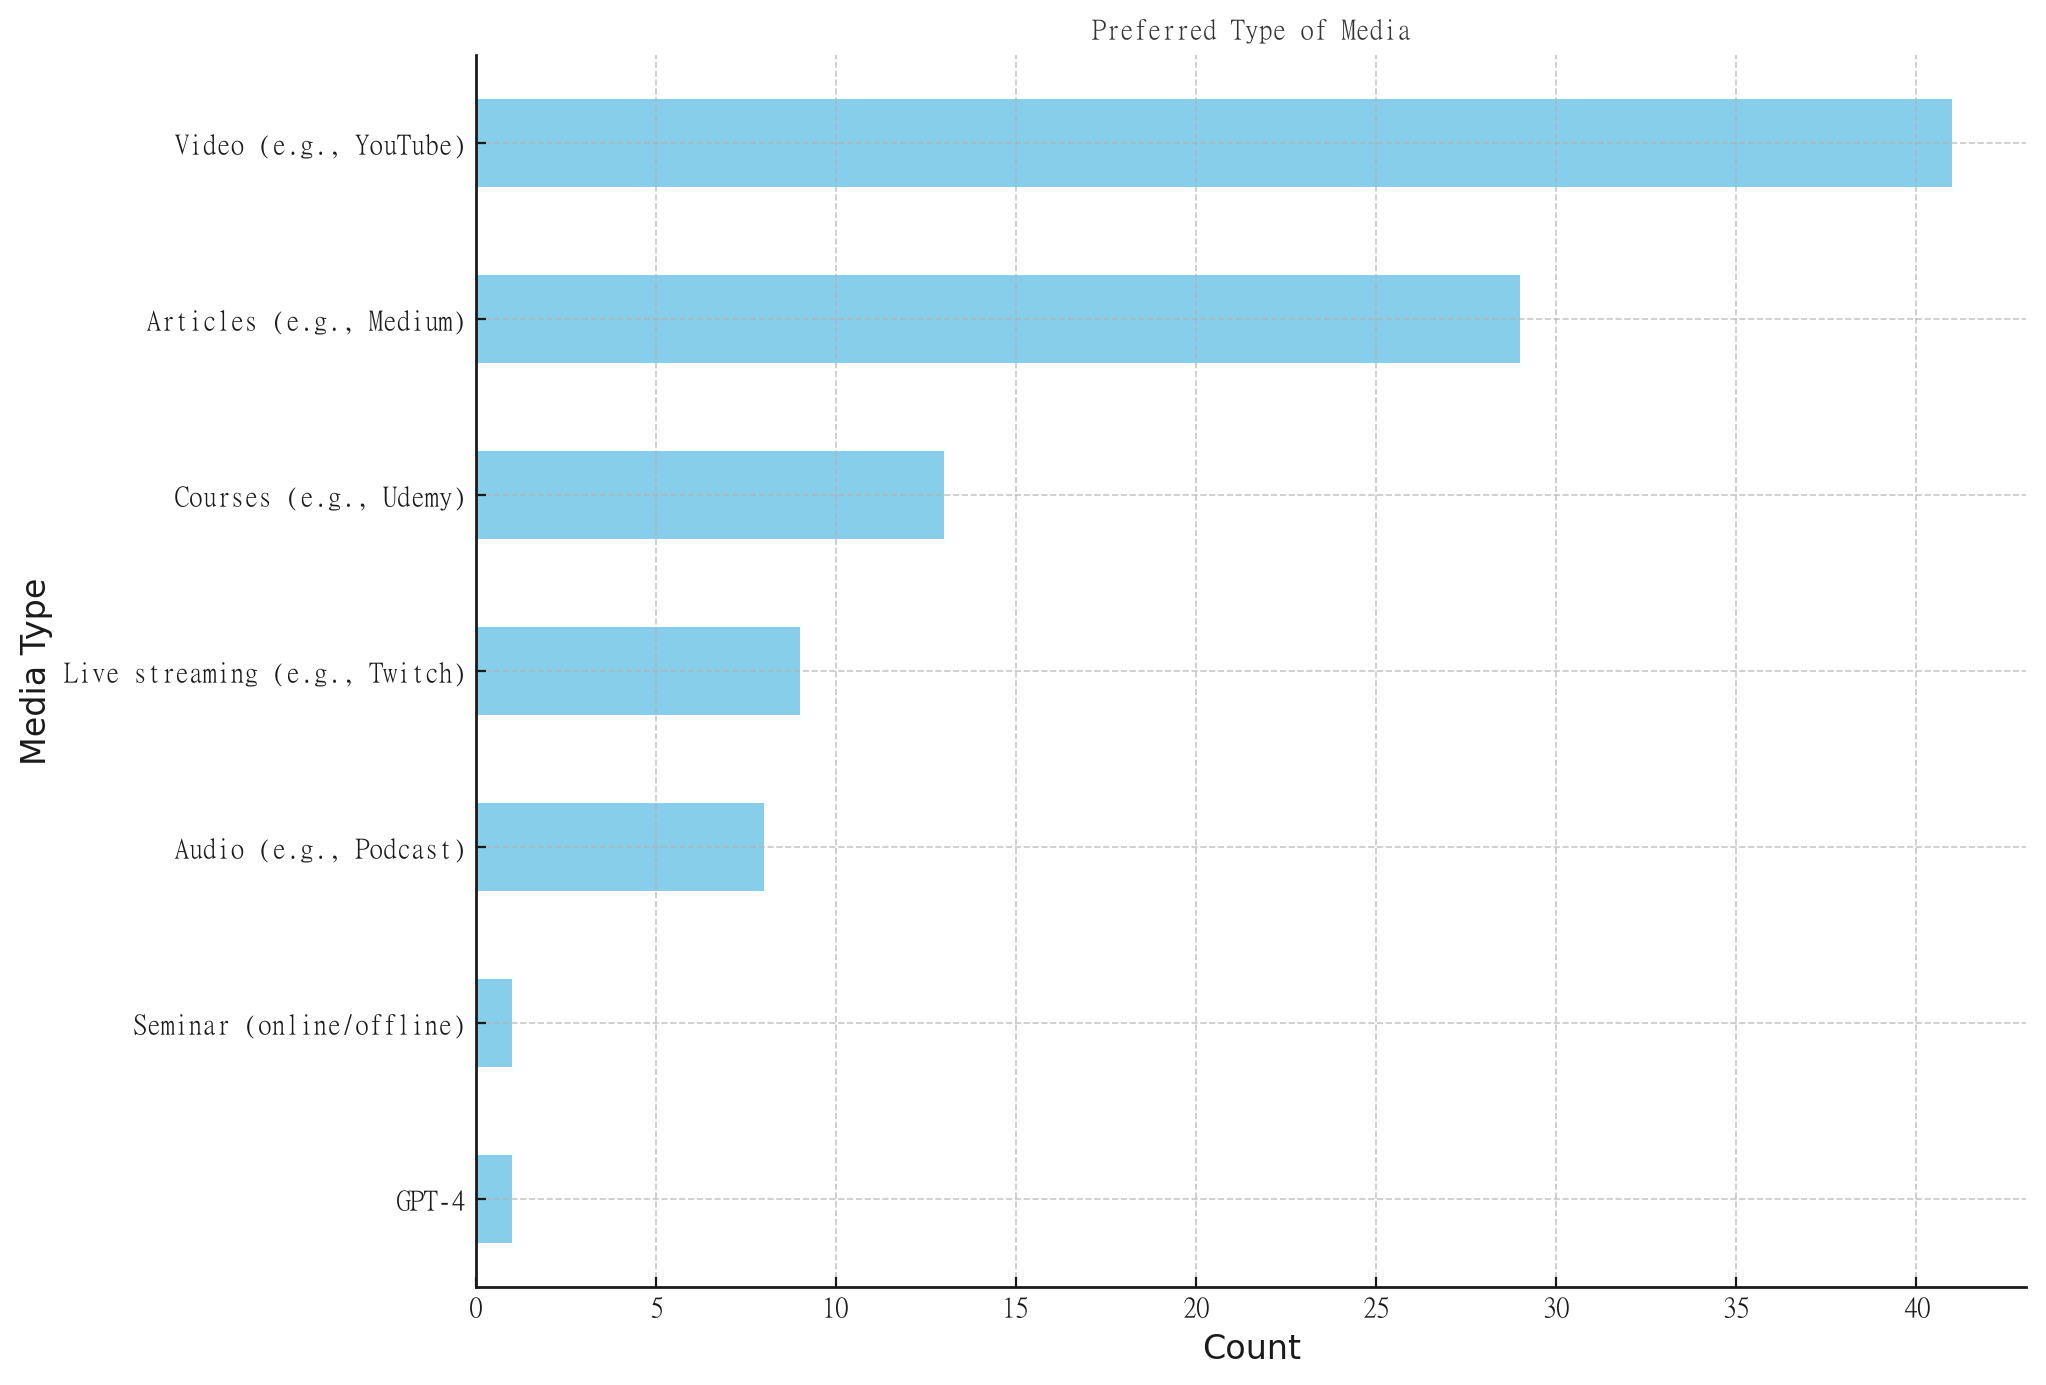 Preferred Type of Media
Video (e.g., YouTube)
Articles (e.g., Medium)
Courses (e.g., Udemy)
Live streaming (e.g., Twitch)
Audio (e.g., Podcast)
Seminar (online/offline)
GPT-4
Media Type
0 5 10 15 20 25 30 35 40
Count